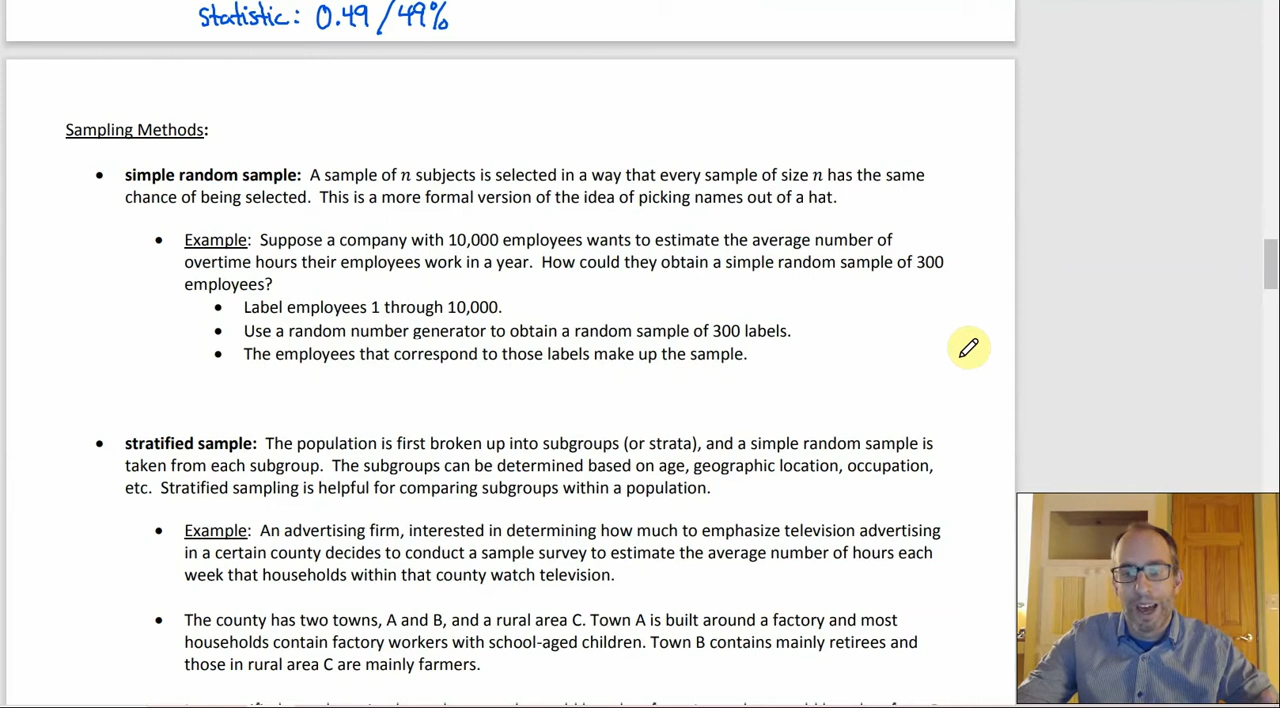 Statistic: 0.49 / 49%
Sampling Methods:
• simple random sample: A sample of n subjects is selected in a way that every sample of size n has the same
chance of being selected. This is a more formal version of the idea of picking names out of a hat.
• Example: Suppose a company with 10,000 employees wants to estimate the average number of
overtime hours their employees work in a year. How could they obtain a simple random sample of 300
employees?
• Label employees 1 through 10,000.
• Use a random number generator to obtain a random sample of 300 labels.
• The employees that correspond to those labels make up the sample.
• stratified sample: The population is first broken up into subgroups (or strata), and a simple random sample is
taken from each subgroup. The subgroups can be determined based on age, geographic location, occupation,
etc. Stratified sampling is helpful for comparing subgroups within a population.
• Example: An advertising firm, interested in determining how much to emphasize television advertising
in a certain county decides to conduct a sample survey to estimate the average number of hours each
week that households within that county watch television.
• The county has two towns, A and B, and a rural area C. Town A is built around a factory and most
households contain factory workers with school-aged children. Town B contains mainly retirees and
those in rural area C are mainly farmers.